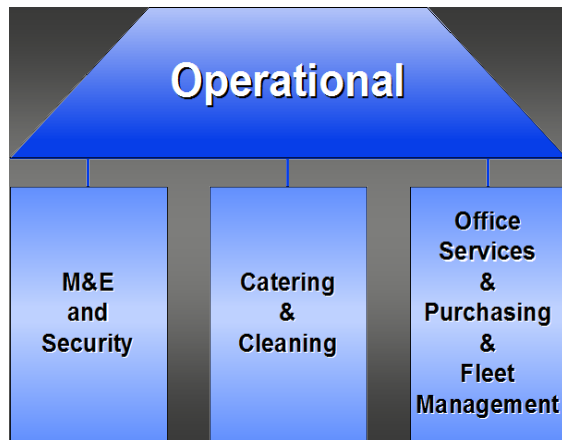 Operational
M&E
and
Security
Catering
&
Cleaning
Office
Services
&
Purchasing
&
Fleet
Management